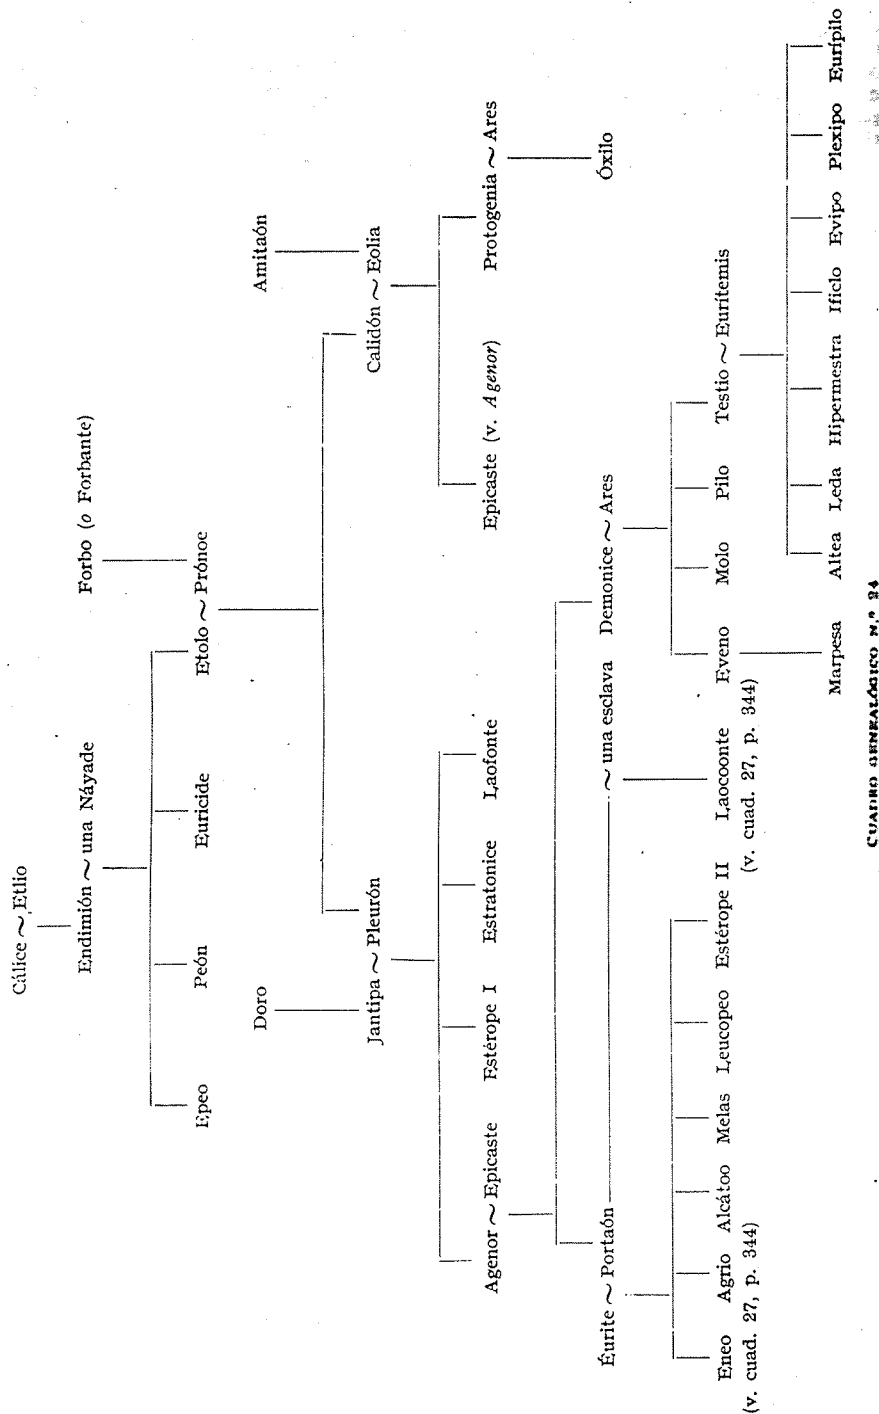 Cálice ~ Etlio
Endimión ~ una Náyade
Forbo (o Forbante)
Epeo Peón Euricide Etolo ~ Prónoe
Doro Amitaón
Jantipa ~ Pleurón Calidón ~ Eolia
Agenor ~ Epicaste Estérope I Estratonice Laofonte Epicaste (v. Agenor) Protogenia ~ Ares
Éurite ~ Portaón ~ una esclava Demonice ~ Ares Óxilo
Eneo Agrio Alcátoo Melas Leucopeo Estérope II Laocoonte Eveno Molo Pilo Testio ~ Eurítemis
(v. cuad. 27, p. 344) (v. cuad. 27, p. 344)
Marpesa Altea Leda Hipermestra Ificlo Evipo Plexipo Eurípilo
CUADRO GENEALÓGICO N.º 24